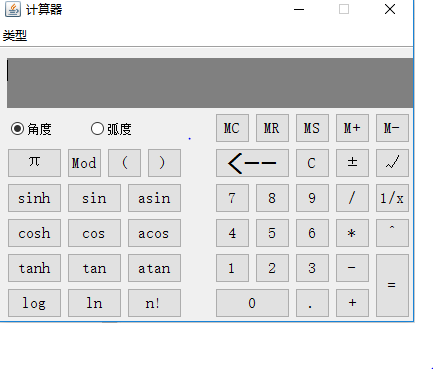 计算器
类型
角度 弧度 MC MR MS M+ M-
π Mod ( ) <-- C ± √
sinh sin asin 7 8 9 / 1/x
cosh cos acos 4 5 6 * ^
tanh tan atan 1 2 3 - =
log ln n! 0 . +